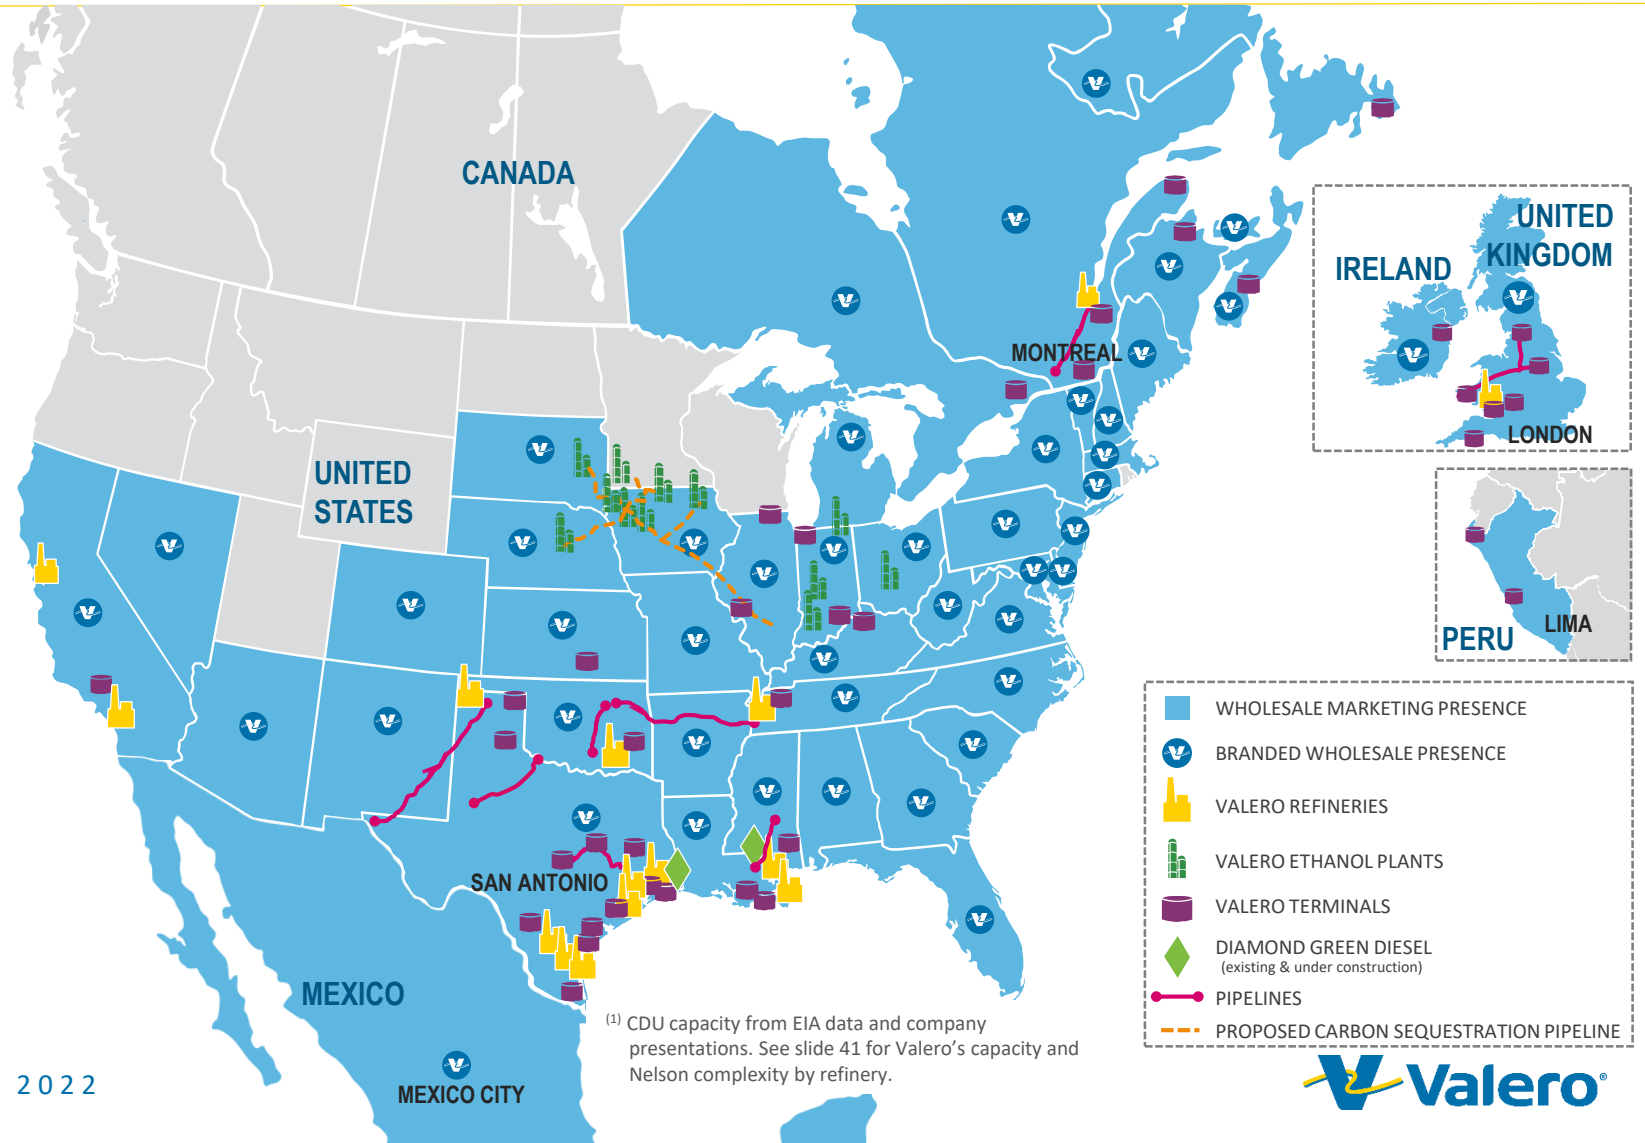 CANADA
UNITED
KINGDOM
IRELAND
MONTREAL
LONDON
UNITED
STATES
PERU
LIMA
WHOLESALE MARKETING PRESENCE
BRANDED WHOLESALE PRESENCE
VALERO REFINERIES
VALERO ETHANOL PLANTS
VALERO TERMINALS
DIAMOND GREEN DIESEL
(existing & under construction)
PIPELINES
PROPOSED CARBON SEQUESTRATION PIPELINE
SAN ANTONIO
MEXICO
(1) CDU capacity from EIA data and company
presentations. See slide 41 for Valero's capacity and
Nelson complexity by refinery.
MEXICO CITY
2022
Valero®